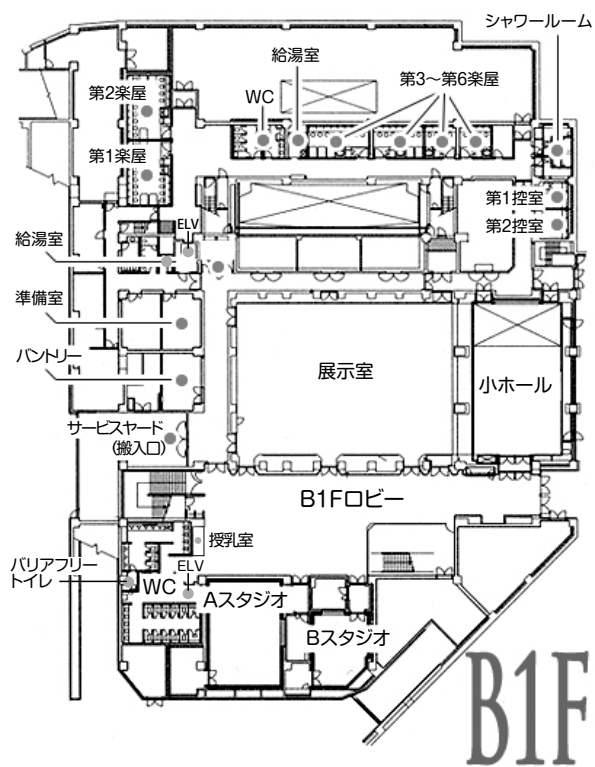 シャワールーム
給湯室
第2楽屋
WC
第3〜第6楽屋
第1楽屋
第1控室
ELV
第2控室
給湯室
準備室
展示室
パントリー
小ホール
サービスヤード
(搬入口)
B1Fロビー
授乳室
バリアフリー
トイレ
ELV
WC
Aスタジオ
Bスタジオ
B1F